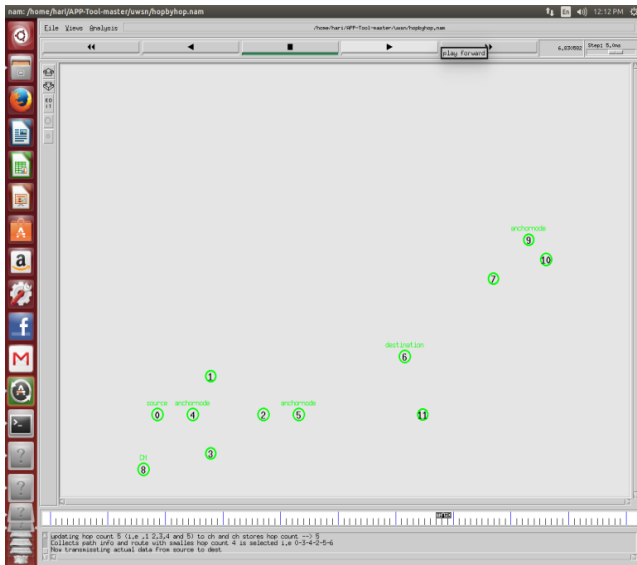 nam: /home/hari/APP-Tool-master/uwsn/hopbyhop.nam
En 12:12 PM
File Views Analysis
/home/hari/APP-Tool-master/uwsn/hopbyhop.nam
play forward
Step: 5.0ms
anchornode
9
10
7
destination
6
1
source
anchornode
anchornode
0
4
2
5
11
3
CH
8
updating hop count 5 (i,e ,1 2,3,4 and 5) to ch and ch stores hop count --> 5
Collects path info and route with smalles hop count 4 is selected i,e 0-3-4-2-5-6
Now transmissting actual data from source to dest